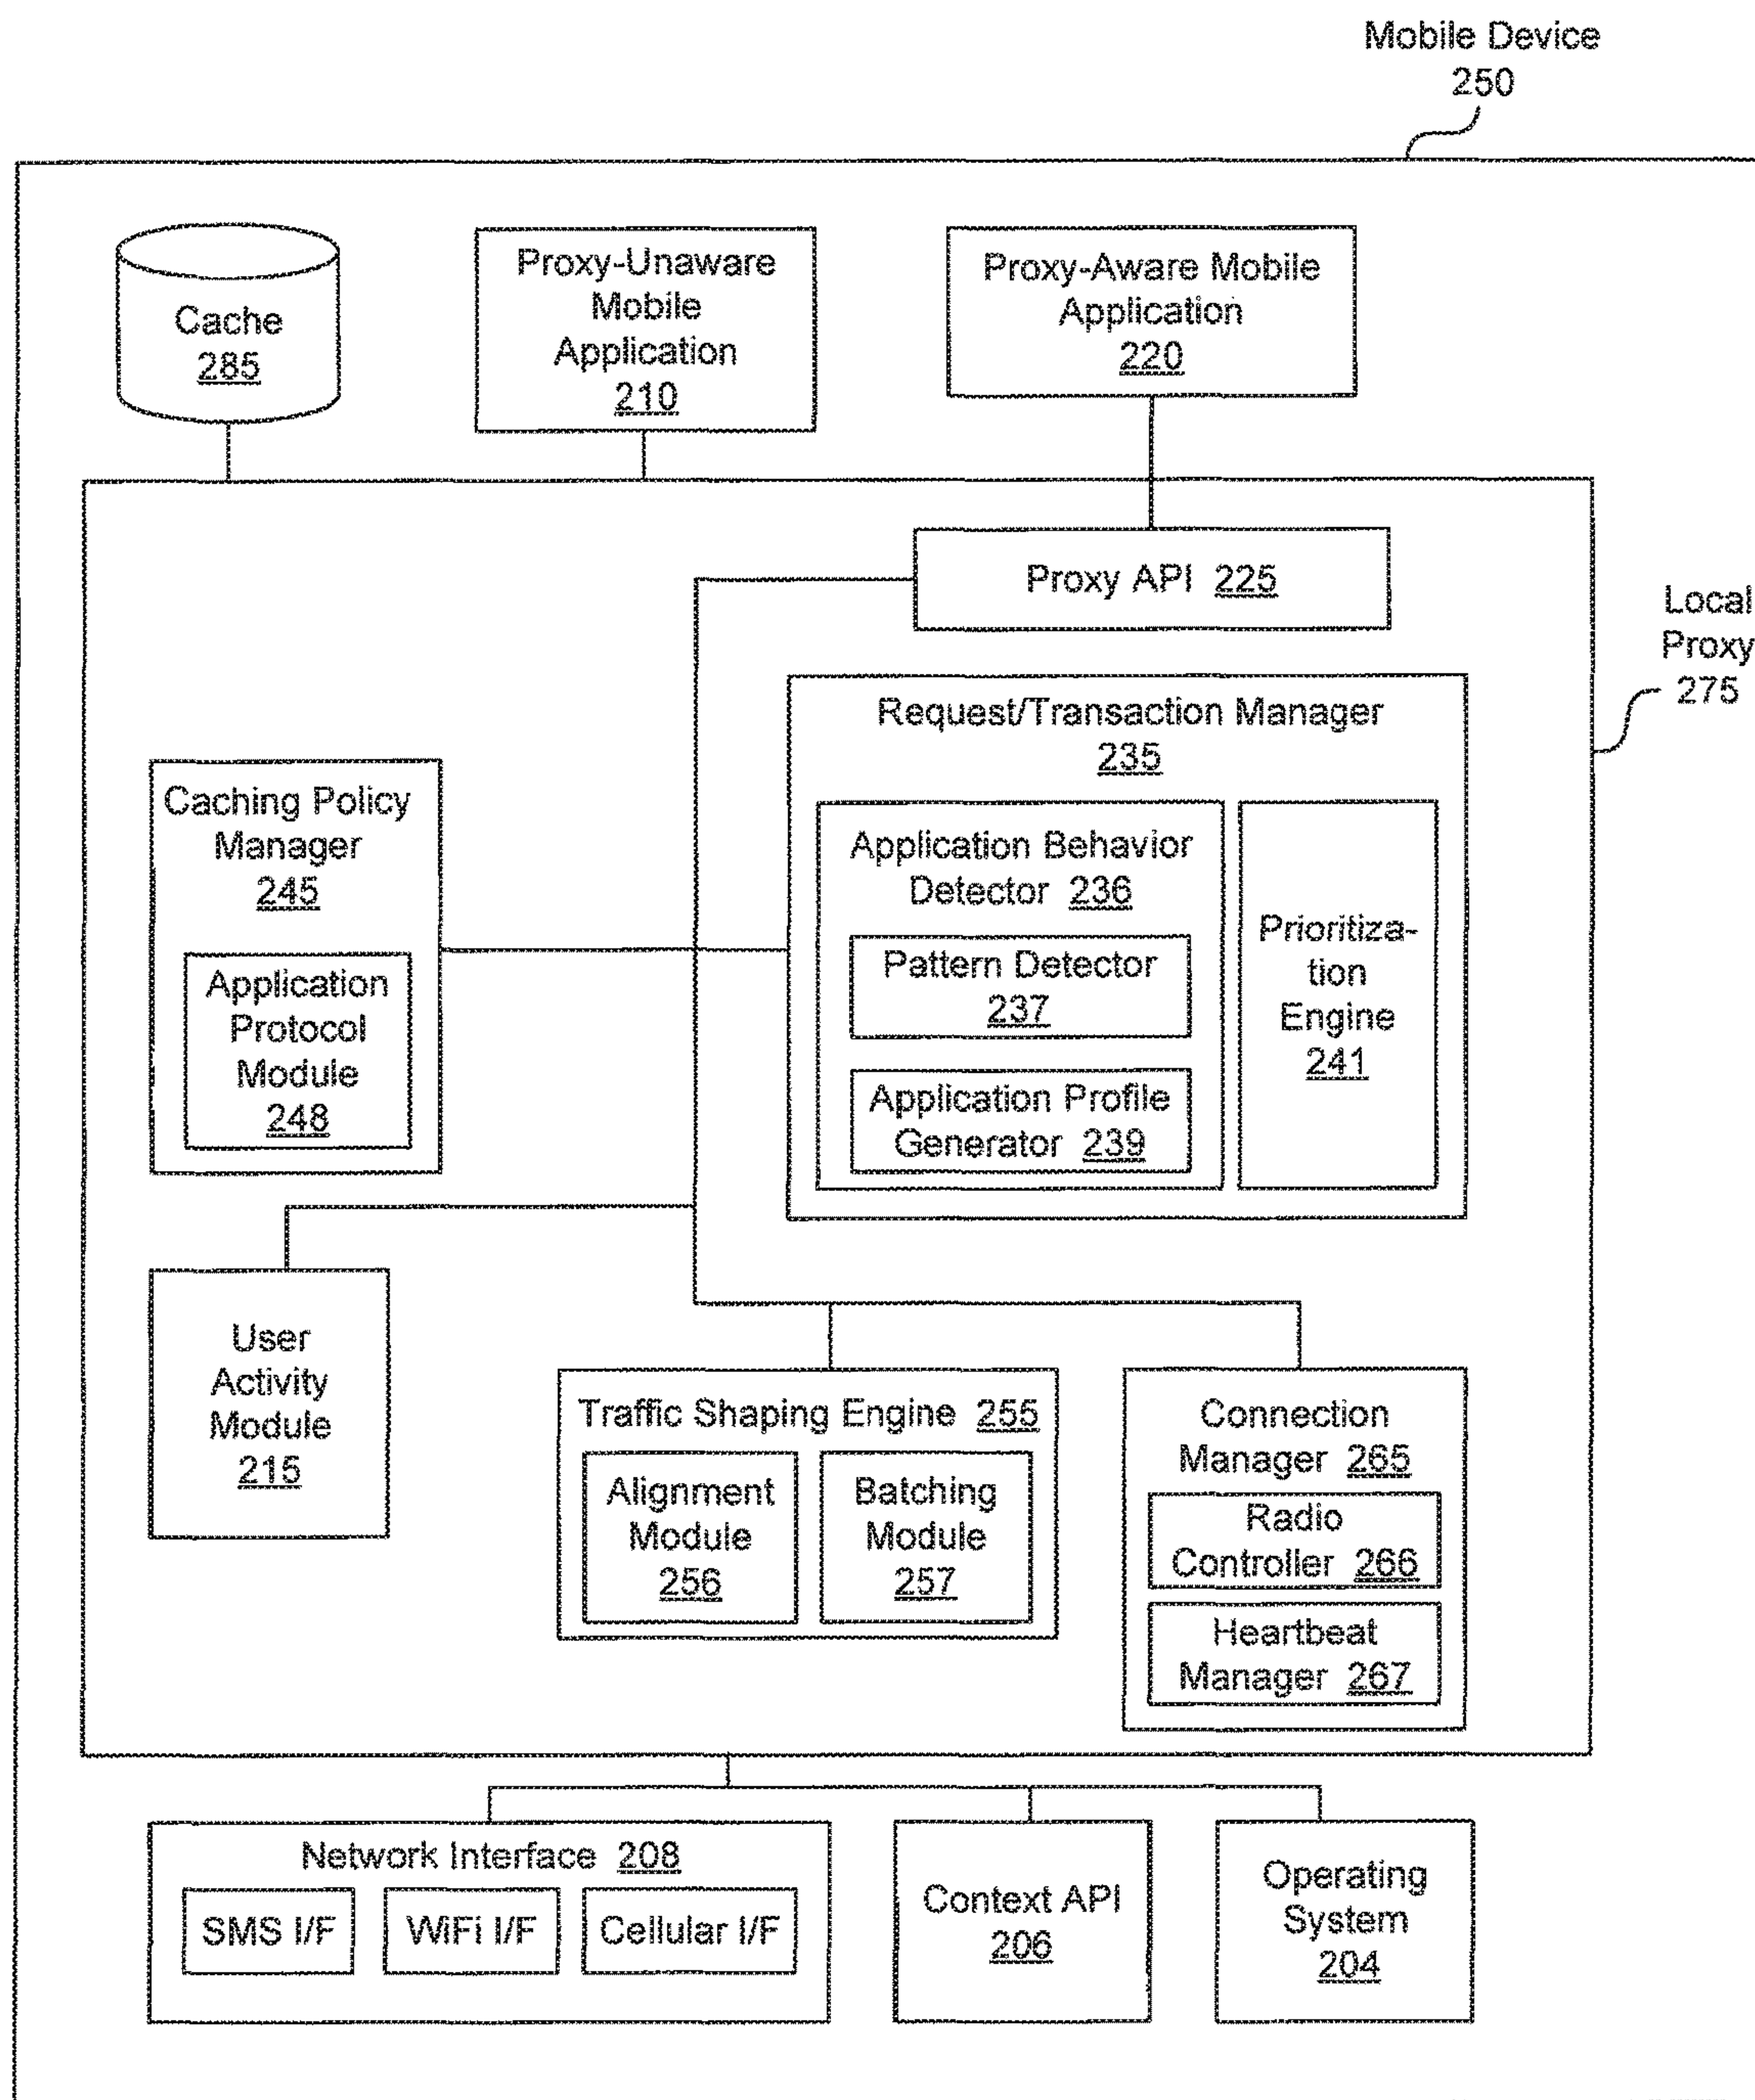 Mobile Device
250
Cache
285
Proxy-Unaware
Mobile
Application
210
Proxy-Aware Mobile
Application
220
Proxy API 225
Local
Proxy
275
Request/Transaction Manager
235
Caching Policy
Manager
245
Application
Protocol
Module
248
Application Behavior
Detector 236
Pattern Detector
237
Application Profile
Generator 239
Prioritiza-
tion
Engine
241
User
Activity
Module
215
Traffic Shaping Engine 255
Alignment
Module
256
Batching
Module
257
Connection
Manager 265
Radio
Controller 266
Heartbeat
Manager 267
Network Interface 208
SMS I/F
WiFi I/F
Cellular I/F
Context API
206
Operating
System
204